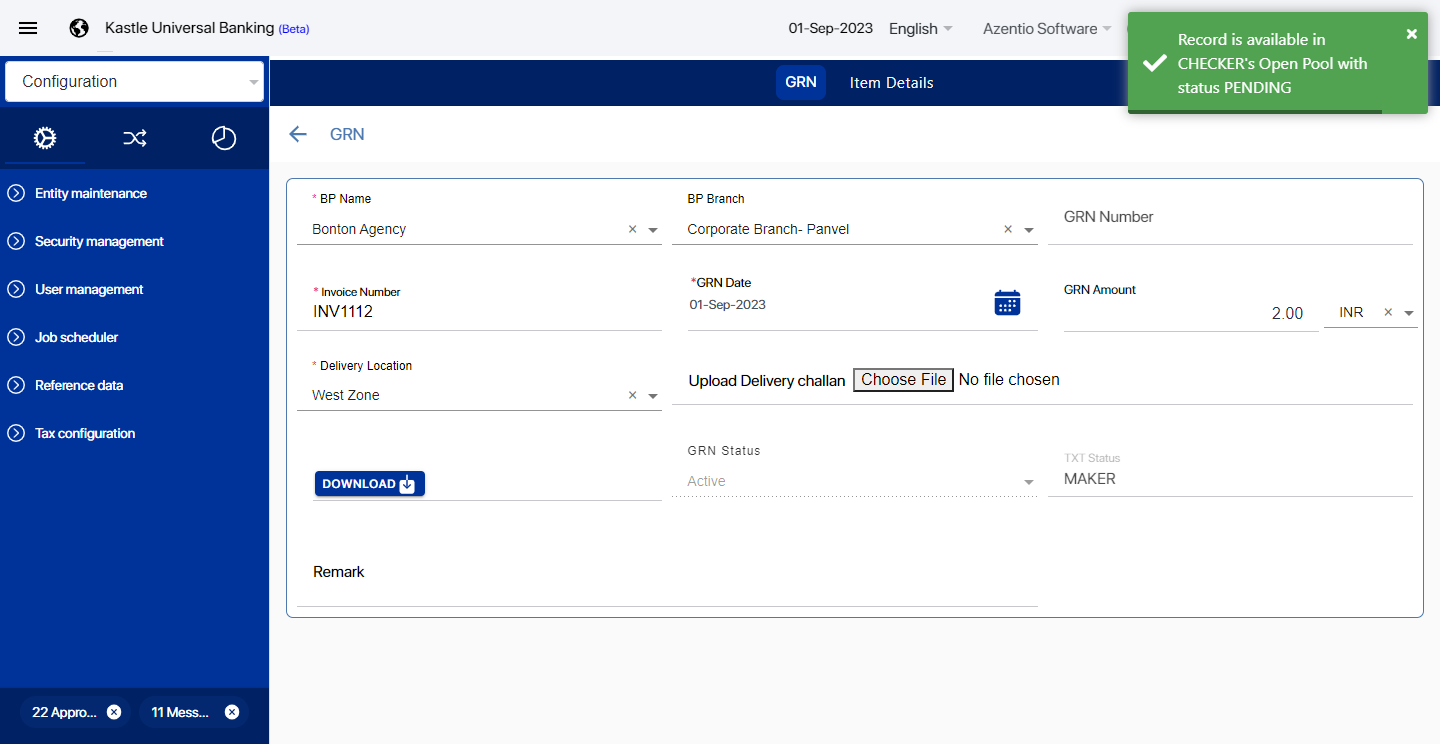 Kastle Universal Banking (Beta)
01-Sep-2023
English
Azentio Software
Record is available in
CHECKER's Open Pool with
status PENDING
Configuration
GRN
Item Details
GRN
Entity maintenance
Security management
User management
Job scheduler
Reference data
Tax configuration
* BP Name
Bonton Agency
BP Branch
Corporate Branch- Panvel
GRN Number
* Invoice Number
INV1112
*GRN Date
01-Sep-2023
GRN Amount
2.00
INR
* Delivery Location
West Zone
Upload Delivery challan
Choose File
No file chosen
DOWNLOAD
GRN Status
Active
TXT Status
MAKER
Remark
22 Appro...
11 Mess...